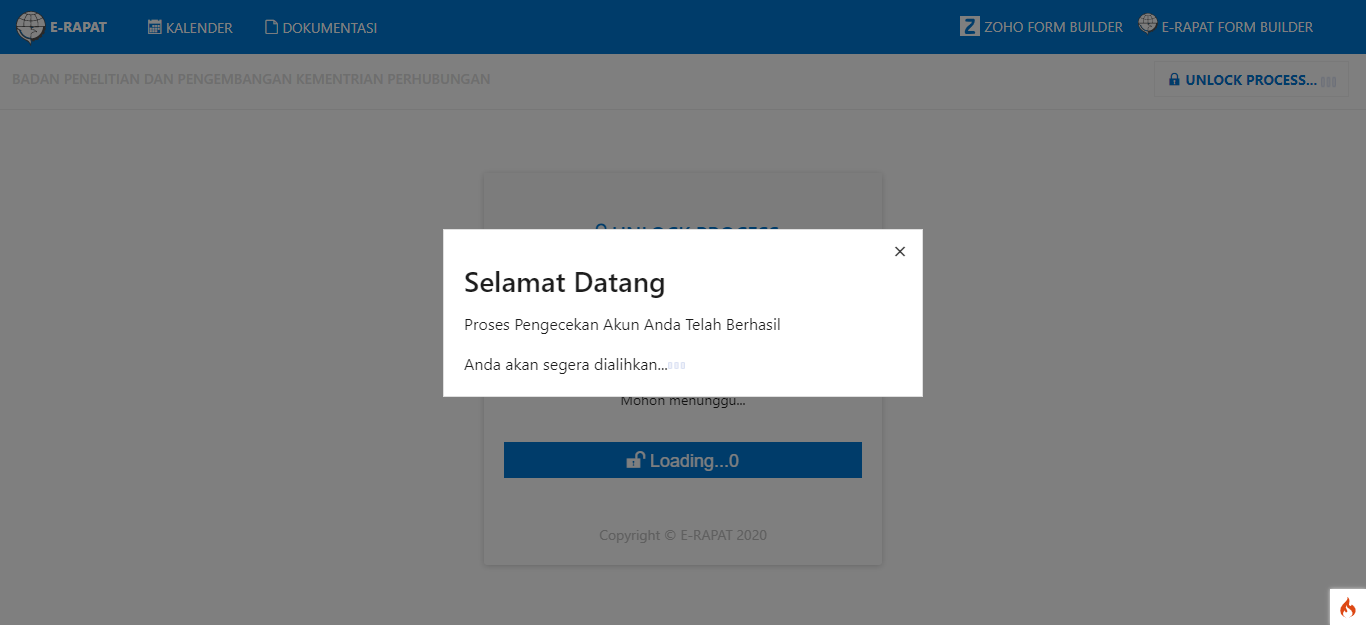 E-RAPAT KALENDER DOKUMENTASI Z ZOHO FORM BUILDER E-RAPAT FORM BUILDER
BADAN PENELITIAN DAN PENGEMBANGAN KEMENTRIAN PERHUBUNGAN UNLOCK PROCESS...
UNLOCK PROCESS
Selamat Datang
Proses Pengecekan Akun Anda Telah Berhasil
Anda akan segera dialihkan...
Mohon menunggu...
Loading...0
Copyright © E-RAPAT 2020